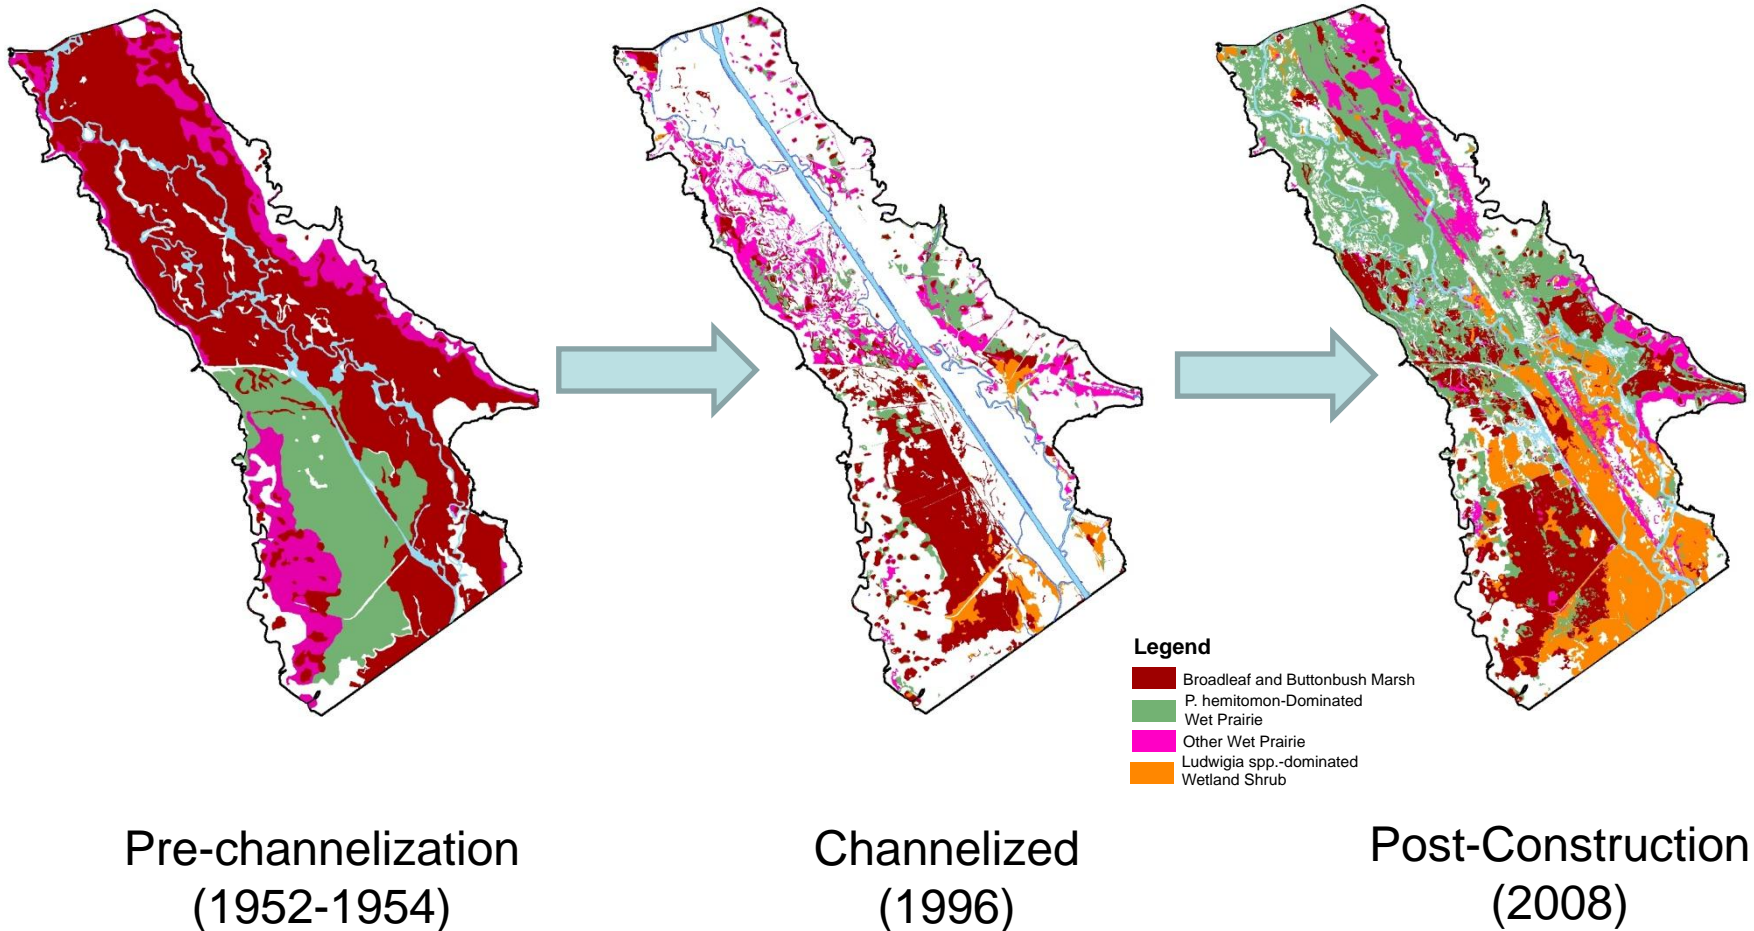 Legend
Broadleaf and Buttonbush Marsh
P. hemitomon-Dominated
Wet Prairie
Other Wet Prairie
Ludwigia spp.-dominated
Wetland Shrub
Pre-channelization
(1952-1954)
Channelized
(1996)
Post-Construction
(2008)